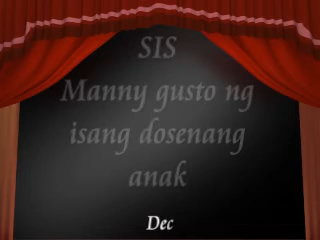 SIS
Manny gusto ng
isang dosenang
anak
Dec